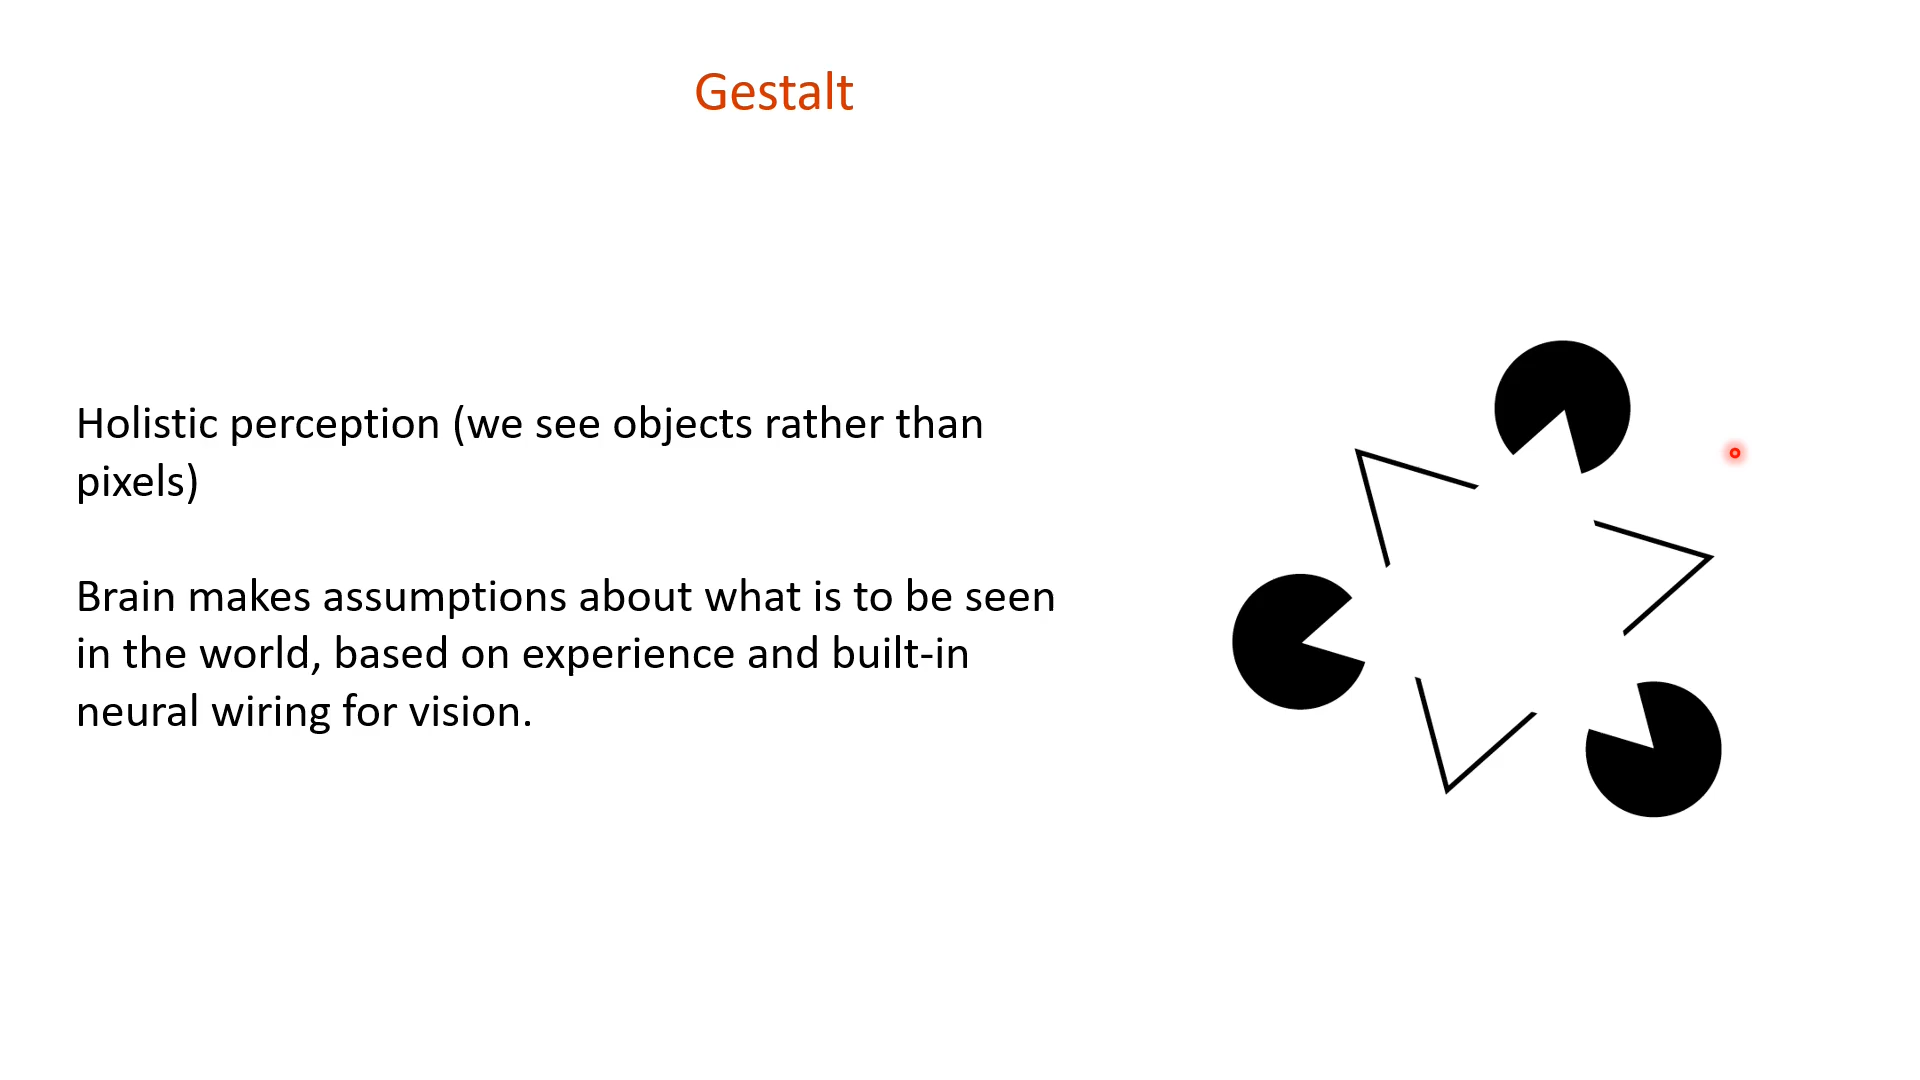 Gestalt
Holistic perception (we see objects rather than
pixels)
Brain makes assumptions about what is to be seen
in the world, based on experience and built-in
neural wiring for vision.